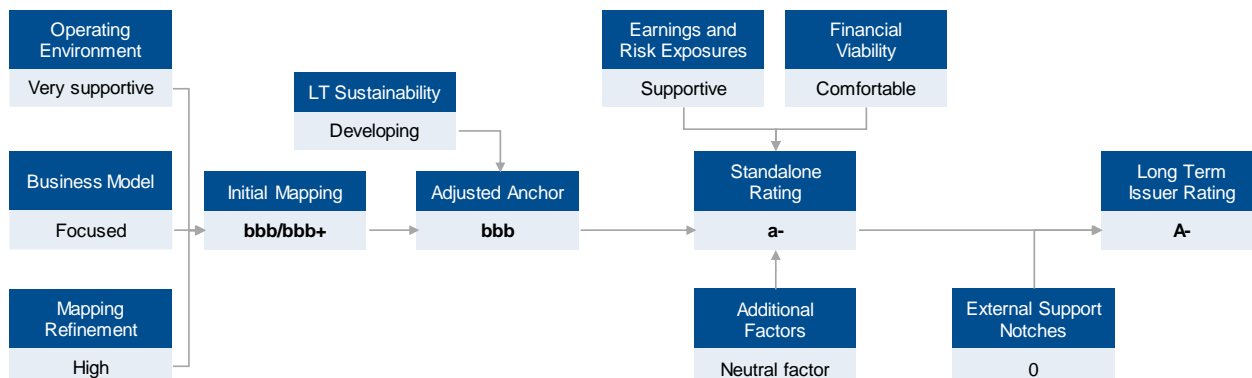 Operating
Environment
Very supportive
Business Model
Focused
Mapping
Refinement
High
Initial Mapping
bbb/bbb+
LT Sustainability
Developing
Adjusted Anchor
bbb
Earnings and
Risk Exposures
Supportive
Financial
Viability
Comfortable
Standalone
Rating
a-
Additional
Factors
Neutral factor
External Support
Notches
0
Long Term
Issuer Rating
A-